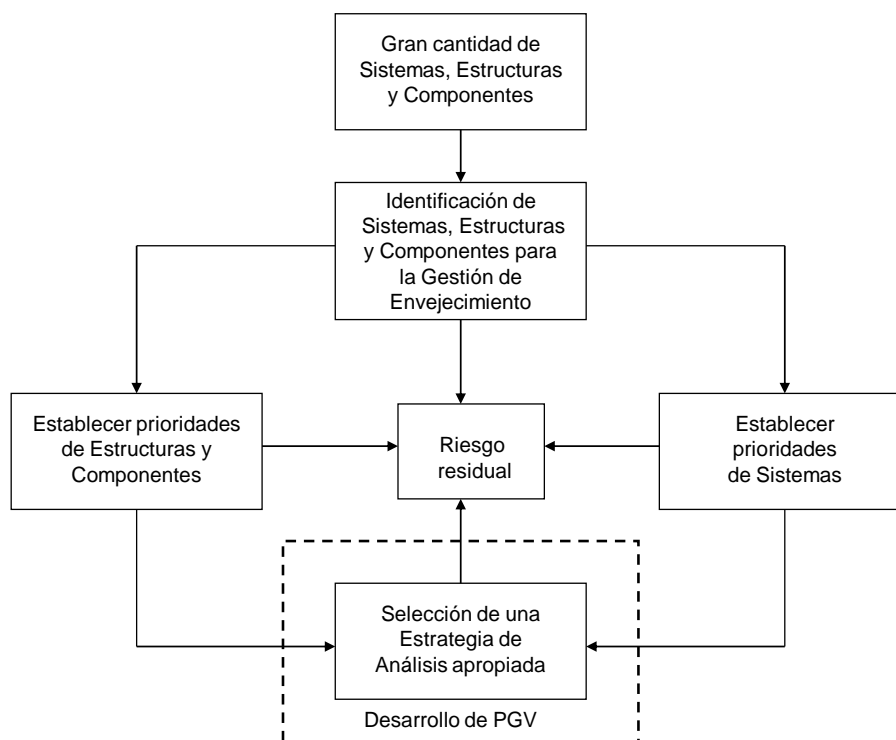 Gran cantidad de
Sistemas, Estructuras
y Componentes
Identificación de
Sistemas, Estructuras
y Componentes para
la Gestión de
Envejecimiento
Establecer prioridades
de Estructuras y
Componentes
Riesgo
residual
Establecer
prioridades
de Sistemas
Selección de una
Estrategia de
Análisis apropiada
Desarrollo de PGV